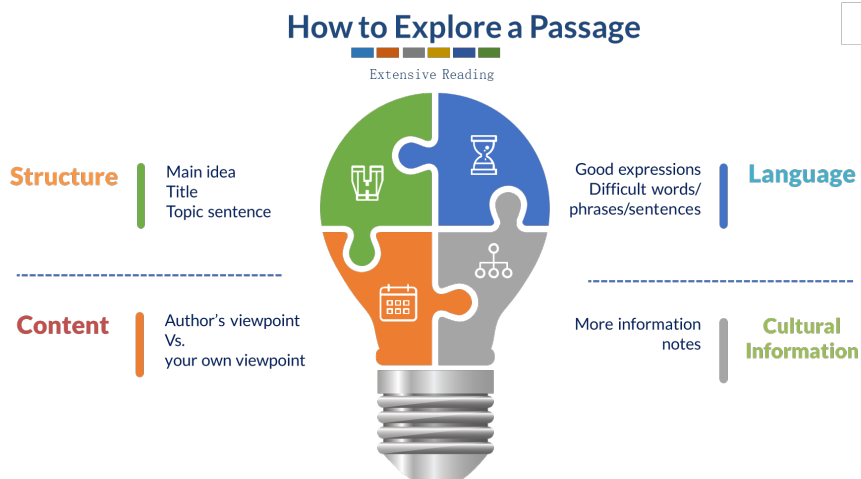 How to Explore a Passage
Extensive Reading
Structure
Main idea
Title
Topic sentence
Good expressions
Difficult words/
phrases/sentences
Language
Content
Author's viewpoint
Vs.
your own viewpoint
More information
notes
Cultural
Information